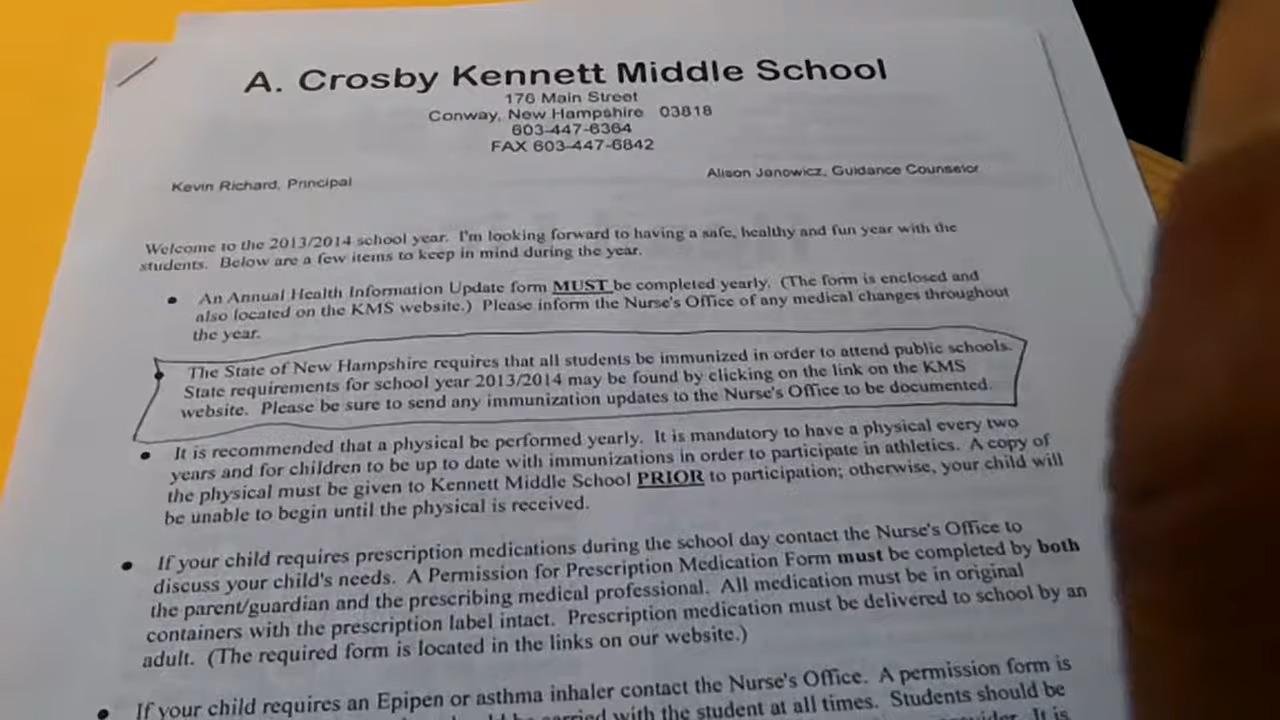 A. Crosby Kennett Middle School
176 Main Street
Conway, New Hampshire 03818
603-447-6364
FAX 603-447-6842
Kevin Richard, Principal
Alison Janowicz, Guidance Counselor
Welcome to the 2013/2014 school year. I'm looking forward to having a safe, healthy and fun year with the
students. Below are a few items to keep in mind during the year.
• An Annual Health Information Update form MUST be completed yearly. (The form is enclosed and
also located on the KMS website.) Please inform the Nurse's Office of any medical changes throughout
the year.
• The State of New Hampshire requires that all students be immunized in order to attend public schools.
State requirements for school year 2013/2014 may be found by clicking on the link on the KMS
website. Please be sure to send any immunization updates to the Nurse's Office to be documented.
• It is recommended that a physical be performed yearly. It is mandatory to have a physical every two
years and for children to be up to date with immunizations in order to participate in athletics. A copy of
the physical must be given to Kennett Middle School PRIOR to participation; otherwise, your child will
be unable to begin until the physical is received.
• If your child requires prescription medications during the school day contact the Nurse's Office to
discuss your child's needs. A Permission for Prescription Medication Form must be completed by both
the parent/guardian and the prescribing medical professional. All medication must be in original
containers with the prescription label intact. Prescription medication must be delivered to school by an
adult. (The required form is located in the links on our website.)
• If your child requires an Epipen or asthma inhaler contact the Nurse's Office. A permission form is
be carried with the student at all times. Students should be
It is